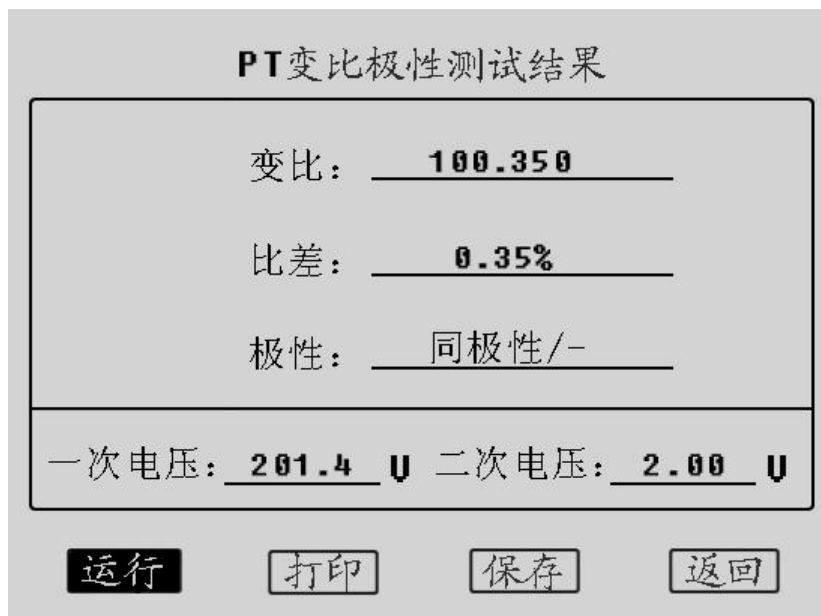 PT变比极性测试结果
变比： 100.350
比差： 0.35%
极性： 同极性/-
一次电压： 201.4 U 二次电压： 2.00 U
运行 打印 保存 返回